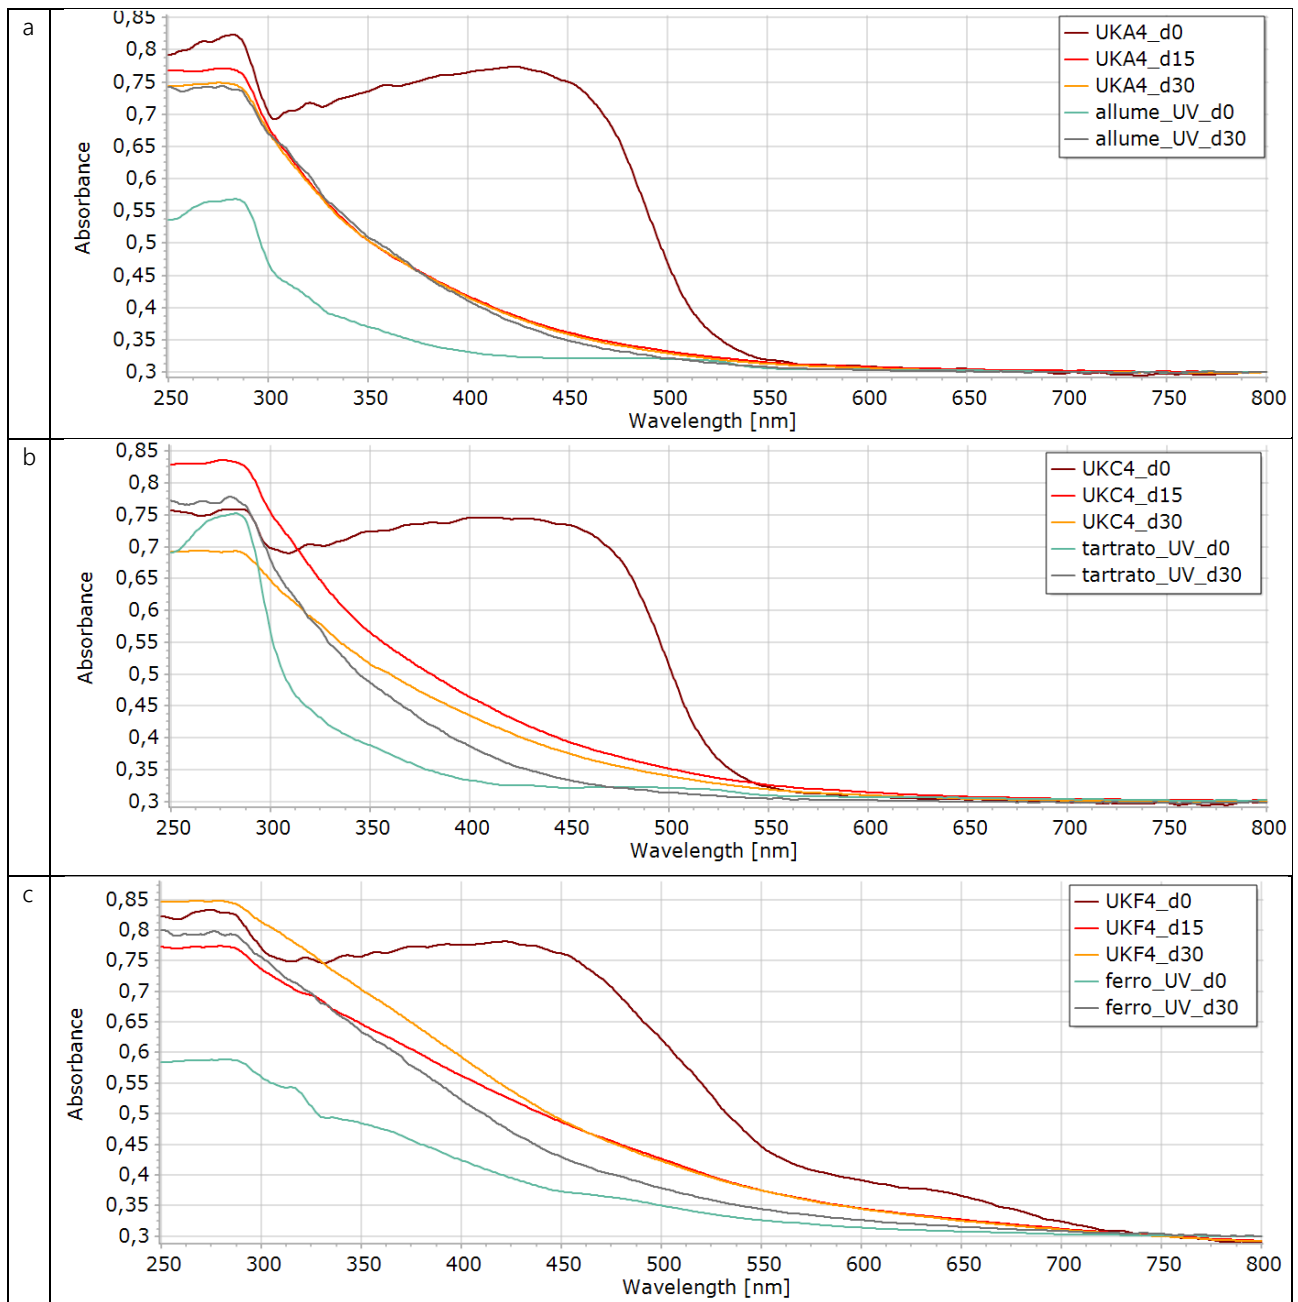 a
0,85
0,8
0,75
0,7
0,65
0,6
0,55
0,5
0,45
0,4
0,35
0,3
Absorbance
UKA4_d0
UKA4_d15
UKA4_d30
allume_UV_d0
allume_UV_d30
250 300 350 400 450 500 550 600 650 700 750 800
Wavelength [nm]
b
0,85
0,8
0,75
0,7
0,65
0,6
0,55
0,5
0,45
0,4
0,35
0,3
Absorbance
UKC4_d0
UKC4_d15
UKC4_d30
tartrato_UV_d0
tartrato_UV_d30
250 300 350 400 450 500 550 600 650 700 750 800
Wavelength [nm]
c
0,85
0,8
0,75
0,7
0,65
0,6
0,55
0,5
0,45
0,4
0,35
0,3
Absorbance
UKF4_d0
UKF4_d15
UKF4_d30
ferro_UV_d0
ferro_UV_d30
250 300 350 400 450 500 550 600 650 700 750 800
Wavelength [nm]